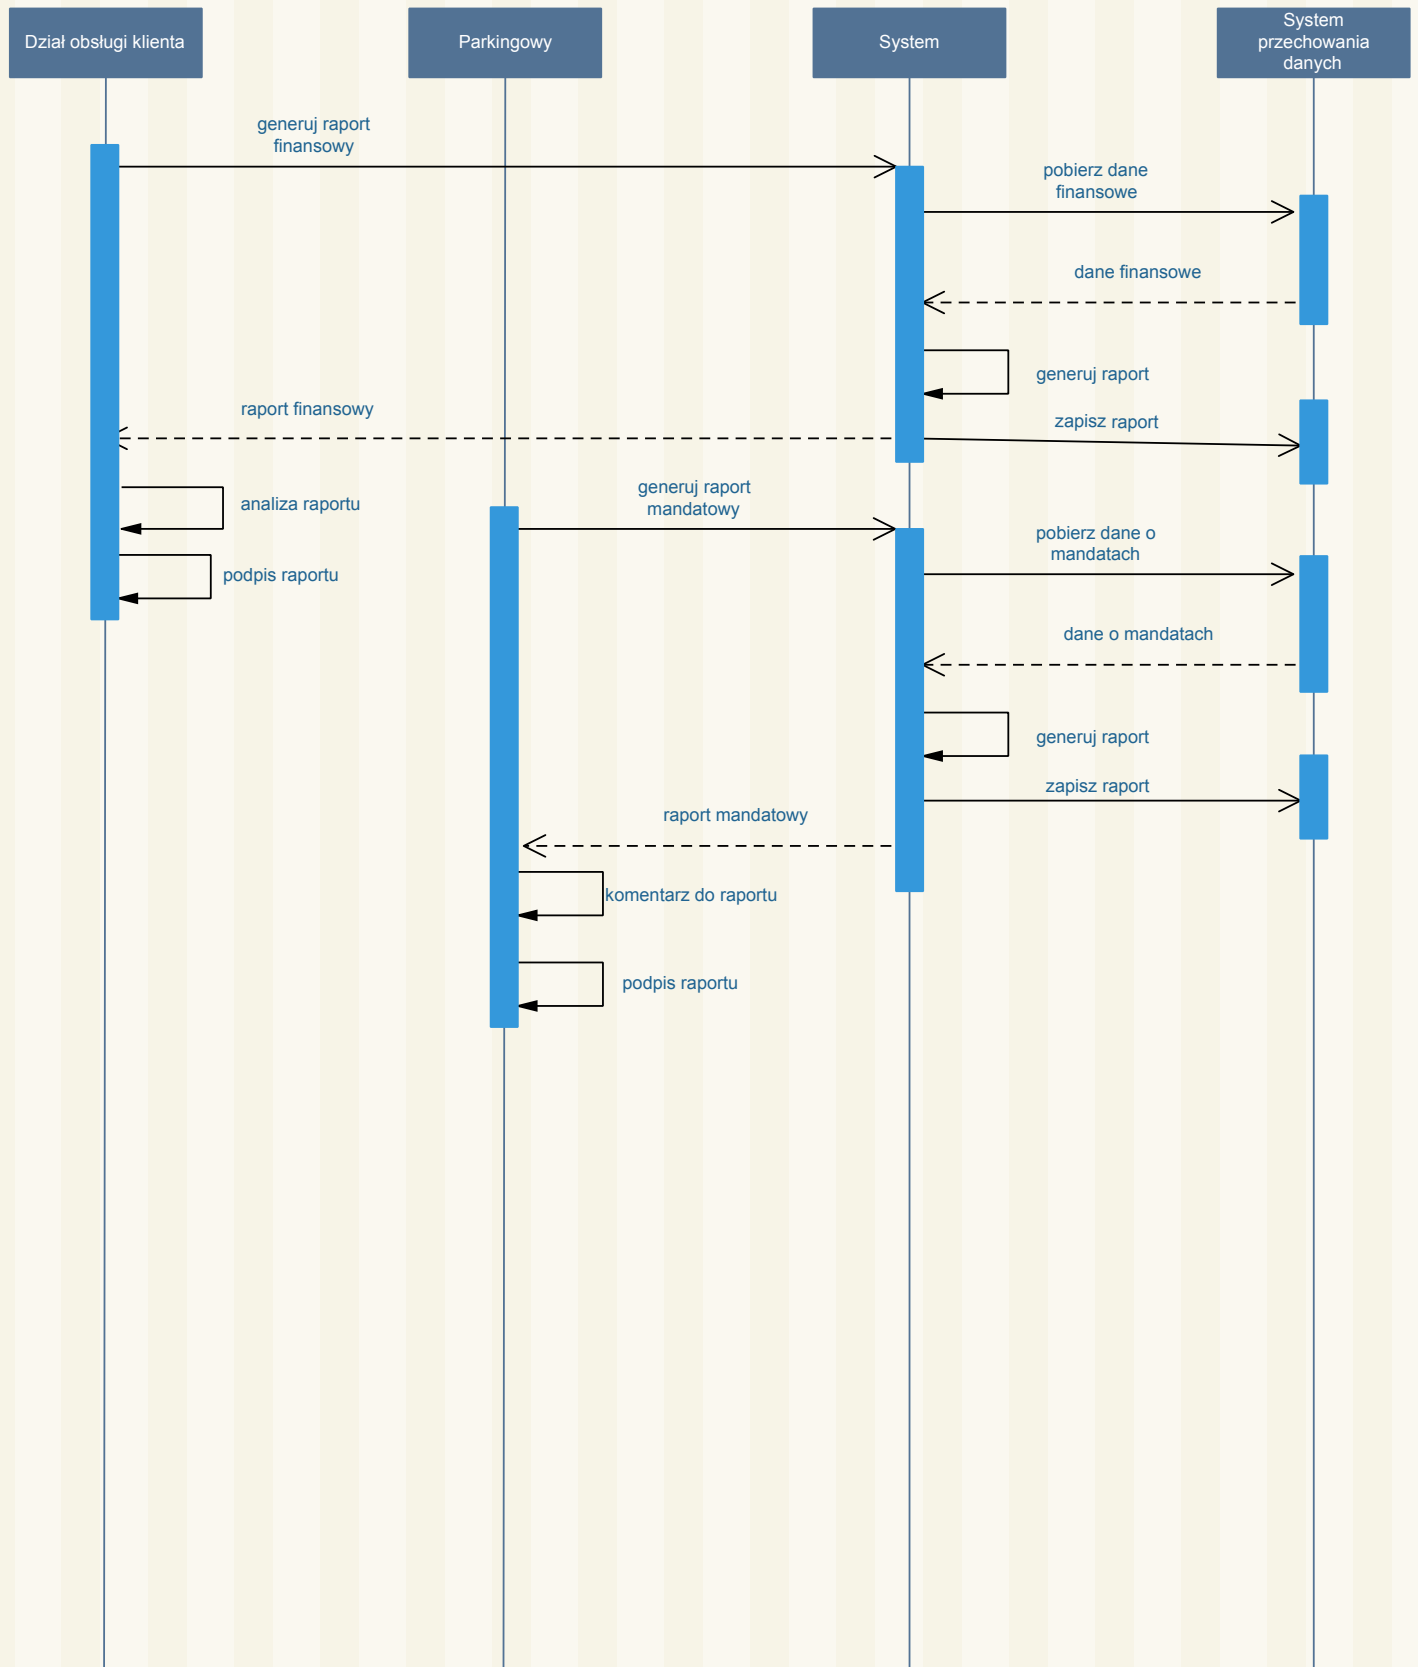 Dział obsługi klienta
Parkingowy
System
System
przechowania
danych
generuj raport
finansowy
pobierz dane
finansowe
dane finansowe
generuj raport
raport finansowy
zapisz raport
analiza raportu
generuj raport
mandatowy
pobierz dane o
mandatach
podpis raportu
dane o mandatach
generuj raport
zapisz raport
raport mandatowy
komentarz do raportu
podpis raportu